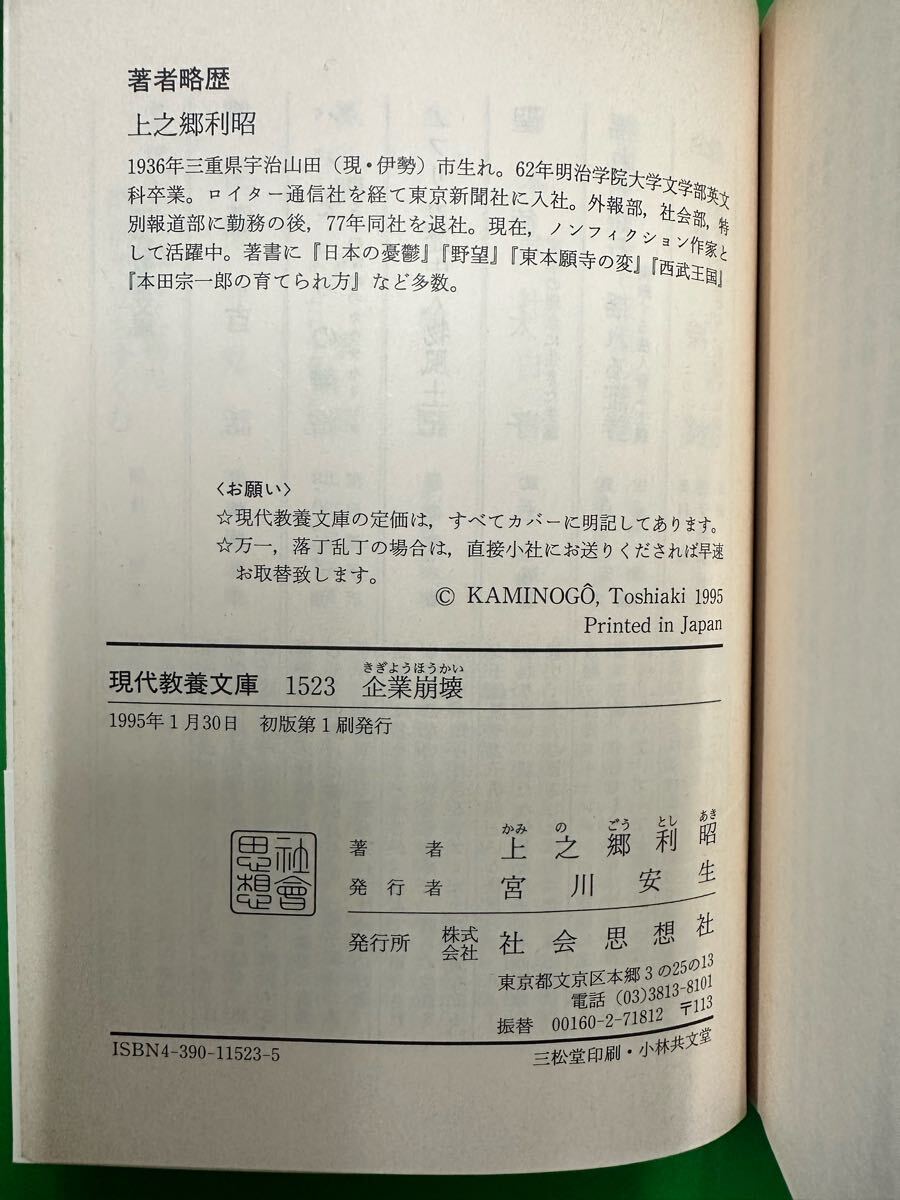 著者略歴
上之郷利昭
1936年三重県宇治山田(現・伊勢)市生れ。62年明治学院大学文学部英文
科卒業。ロイター通信社を経て東京新聞社に入社。外報部,社会部,特
別報道部に勤務の後,77年同社を退社。現在,ノンフィクション作家と
して活躍中。著書に『日本の憂鬱』『野望』『東本願寺の変』『西武王国』
『本田宗一郎の育てられ方』など多数。
〈お願い〉
☆現代教養文庫の定価は,すべてカバーに明記してあります。
☆万一,落丁乱丁の場合は,直接小社にお送りくだされば早速
お取替致します。
© KAMINOGÔ, Toshiaki 1995
Printed in Japan
きぎようほうかい
現代教養文庫 1523 企業崩壊
1995年1月30日 初版第1刷発行
かみ の ごう とし あき
著者 上之郷利昭
発行者 宮川安生
社會思想
発行所 株式会社 社会思想社
東京都文京区本郷3の25の13
電話 (03)3813-8101
振替 00160-2-71812 〒113
ISBN4-390-11523-5
三松堂印刷・小林共文堂